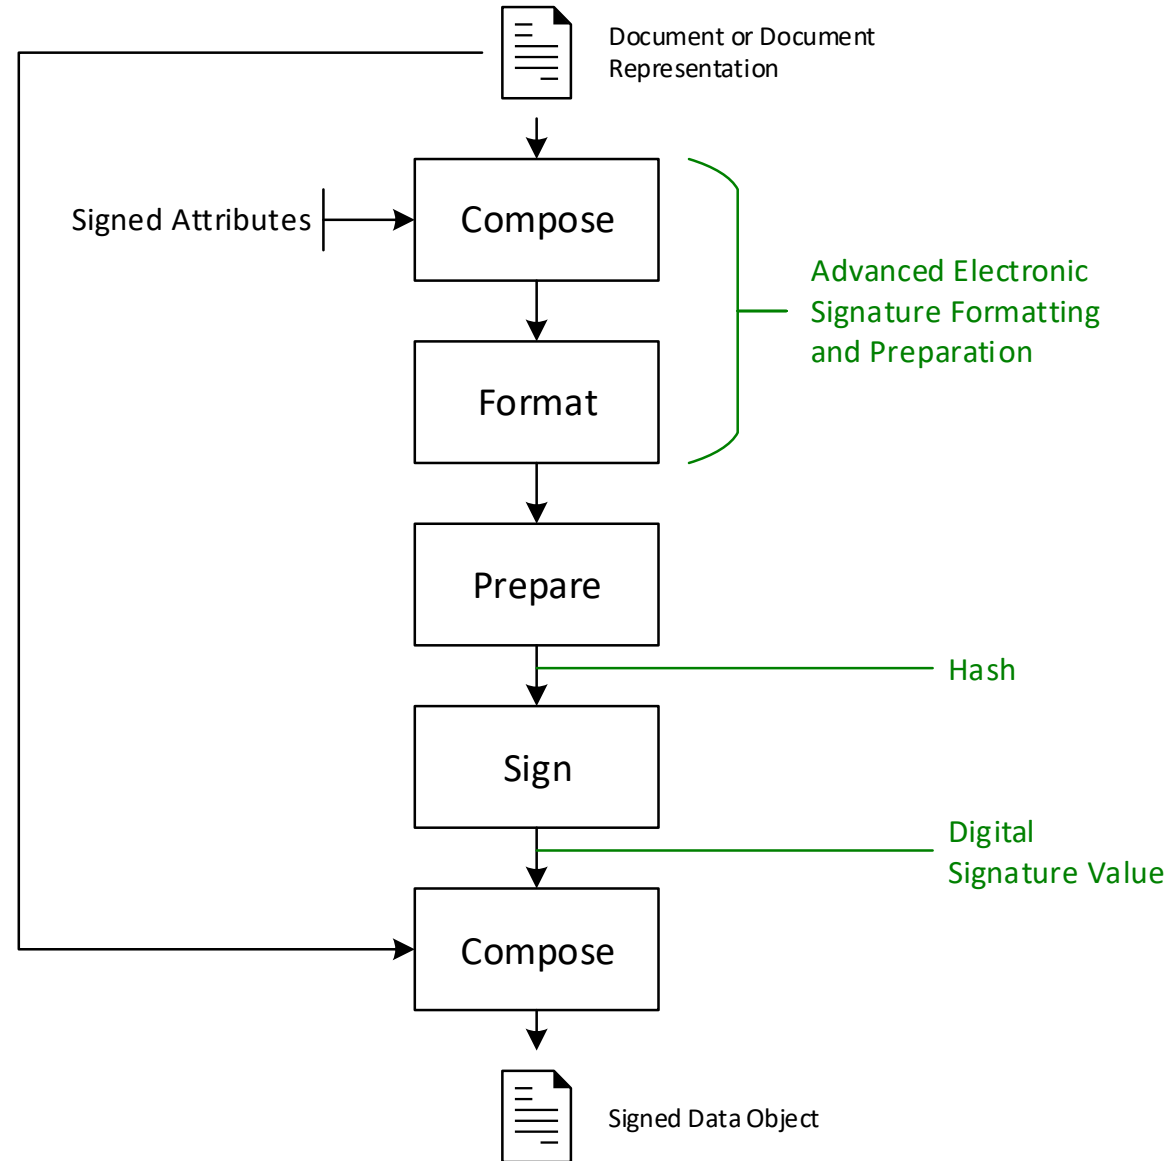 Document or Document
Representation
Signed Attributes
Compose
Advanced Electronic
Signature Formatting
and Preparation
Format
Prepare
Hash
Sign
Digital
Signature Value
Compose
Signed Data Object